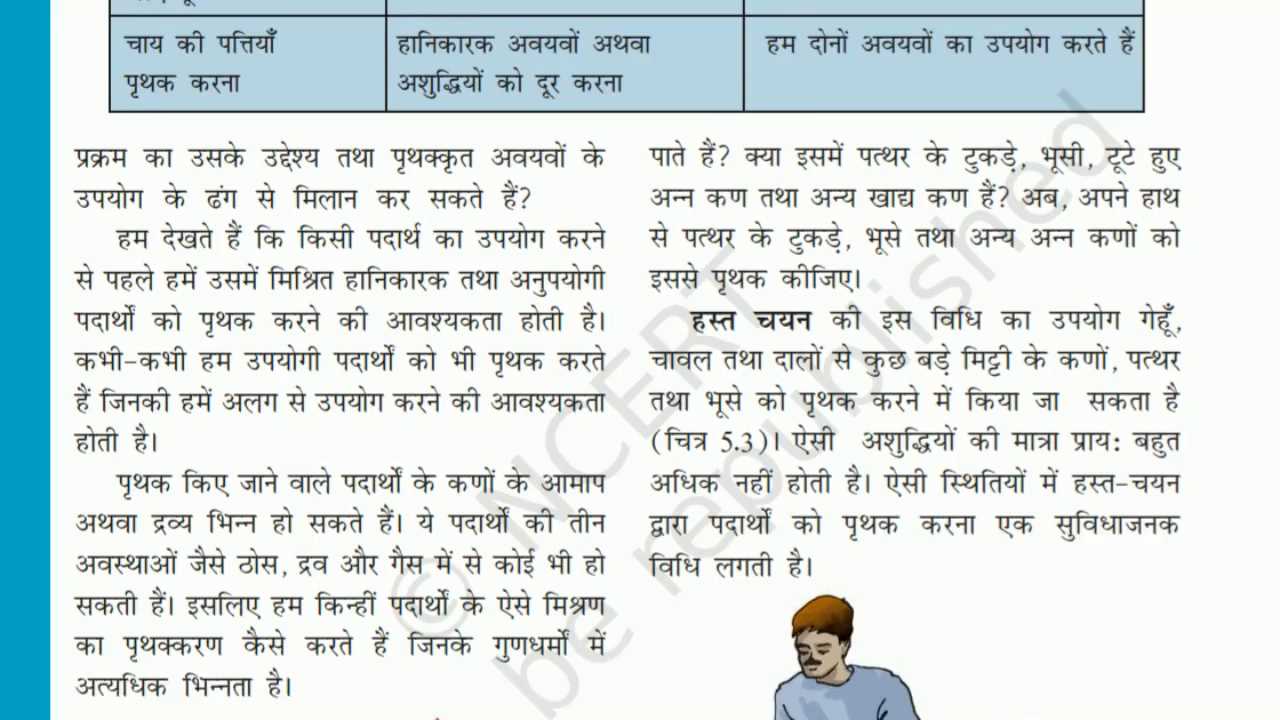 चाय की पत्तियाँ
पृथक करना
हानिकारक अवयवों अथवा
अशुद्धियों को दूर करना
हम दोनों अवयवों का उपयोग करते हैं
प्रक्रम का उसके उद्देश्य तथा पृथक्कृत अवयवों के
उपयोग के ढंग से मिलान कर सकते हैं?
हम देखते हैं कि किसी पदार्थ का उपयोग करने
से पहले हमें उसमें मिश्रित हानिकारक तथा अनुपयोगी
पदार्थों को पृथक करने की आवश्यकता होती है।
कभी-कभी हम उपयोगी पदार्थों को भी पृथक करते
हैं जिनकी हमें अलग से उपयोग करने की आवश्यकता
होती है।
पृथक किए जाने वाले पदार्थों के कणों के आमाप
अथवा द्रव्य भिन्न हो सकते हैं। ये पदार्थों की तीन
अवस्थाओं जैसे ठोस, द्रव और गैस में से कोई भी हो
सकती हैं। इसलिए हम किन्हीं पदार्थों के ऐसे मिश्रण
का पृथक्करण कैसे करते हैं जिनके गुणधर्मों में
अत्यधिक भिन्नता है।
पाते हैं? क्या इसमें पत्थर के टुकड़े, भूसी, टूटे हुए
अन्न कण तथा अन्य खाद्य कण हैं? अब, अपने हाथ
से पत्थर के टुकड़े, भूसे तथा अन्य अन्न कणों को
इससे पृथक कीजिए।
हस्त चयन की इस विधि का उपयोग गेहूँ,
चावल तथा दालों से कुछ बड़े मिट्टी के कणों, पत्थर
तथा भूसे को पृथक करने में किया जा सकता है
(चित्र 5.3)। ऐसी अशुद्धियों की मात्रा प्राय: बहुत
अधिक नहीं होती है। ऐसी स्थितियों में हस्त-चयन
द्वारा पदार्थों को पृथक करना एक सुविधाजनक
विधि लगती है।
© NCERT
be republished